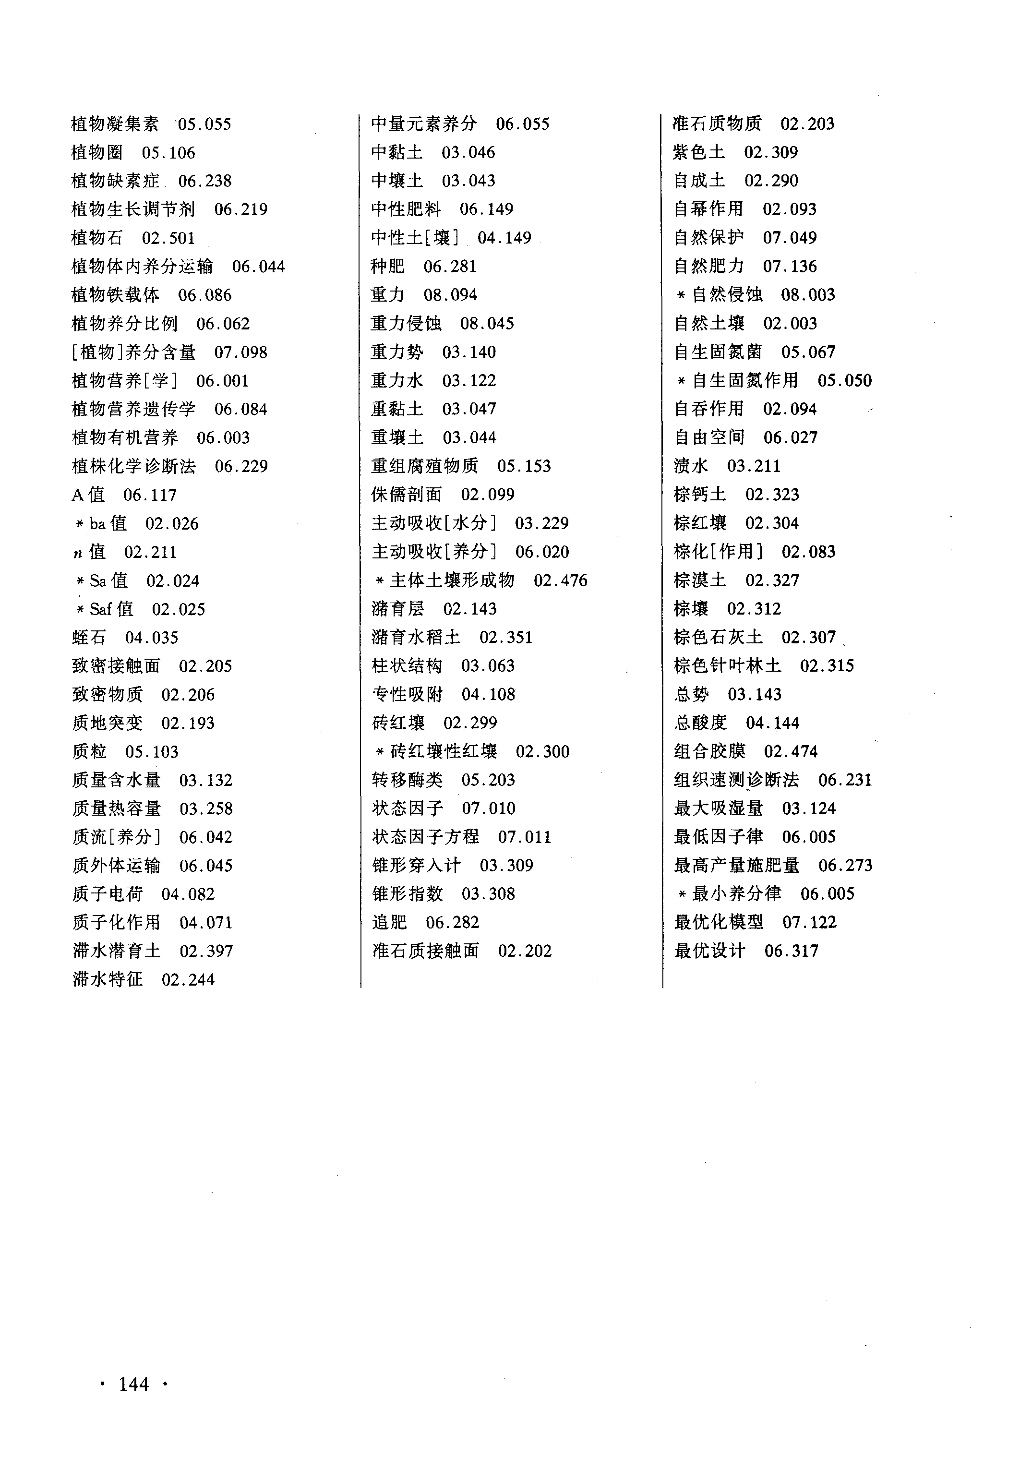 植物凝集素 05.055
植物圈 05.106
植物缺素症 06.238
植物生长调节剂 06.219
植物石 02.501
植物体内养分运输 06.044
植物铁载体 06.086
植物养分比例 06.062
[植物]养分含量 07.098
植物营养[学] 06.001
植物营养遗传学 06.084
植物有机营养 06.003
植株化学诊断法 06.229
A值 06.117
*ba值 02.026
n值 02.211
*Sa值 02.024
*Saf值 02.025
蛭石 04.035
致密接触面 02.205
致密物质 02.206
质地突变 02.193
质粒 05.103
质量含水量 03.132
质量热容量 03.258
质流[养分] 06.042
质外体运输 06.045
质子电荷 04.082
质子化作用 04.071
滞水潜育土 02.397
滞水特征 02.244
中量元素养分 06.055
中黏土 03.046
中壤土 03.043
中性肥料 06.149
中性土[壤] 04.149
种肥 06.281
重力 08.094
重力侵蚀 08.045
重力势 03.140
重力水 03.122
重黏土 03.047
重壤土 03.044
重组腐殖物质 05.153
侏儒剖面 02.099
主动吸收[水分] 03.229
主动吸收[养分] 06.020
*主体土壤形成物 02.476
潴育层 02.143
潴育水稻土 02.351
柱状结构 03.063
专性吸附 04.108
砖红壤 02.299
*砖红壤性红壤 02.300
转移酶类 05.203
状态因子 07.010
状态因子方程 07.011
锥形穿入计 03.309
锥形指数 03.308
追肥 06.282
准石质接触面 02.202
准石质物质 02.203
紫色土 02.309
自成土 02.290
自幂作用 02.093
自然保护 07.049
自然肥力 07.136
*自然侵蚀 08.003
自然土壤 02.003
自生固氮菌 05.067
*自生固氮作用 05.050
自吞作用 02.094
自由空间 06.027
渍水 03.211
棕钙土 02.323
棕红壤 02.304
棕化[作用] 02.083
棕漠土 02.327
棕壤 02.312
棕色石灰土 02.307
棕色针叶林土 02.315
总势 03.143
总酸度 04.144
组合胶膜 02.474
组织速测诊断法 06.231
最大吸湿量 03.124
最低因子律 06.005
最高产量施肥量 06.273
*最小养分律 06.005
最优化模型 07.122
最优设计 06.317
· 144 ·